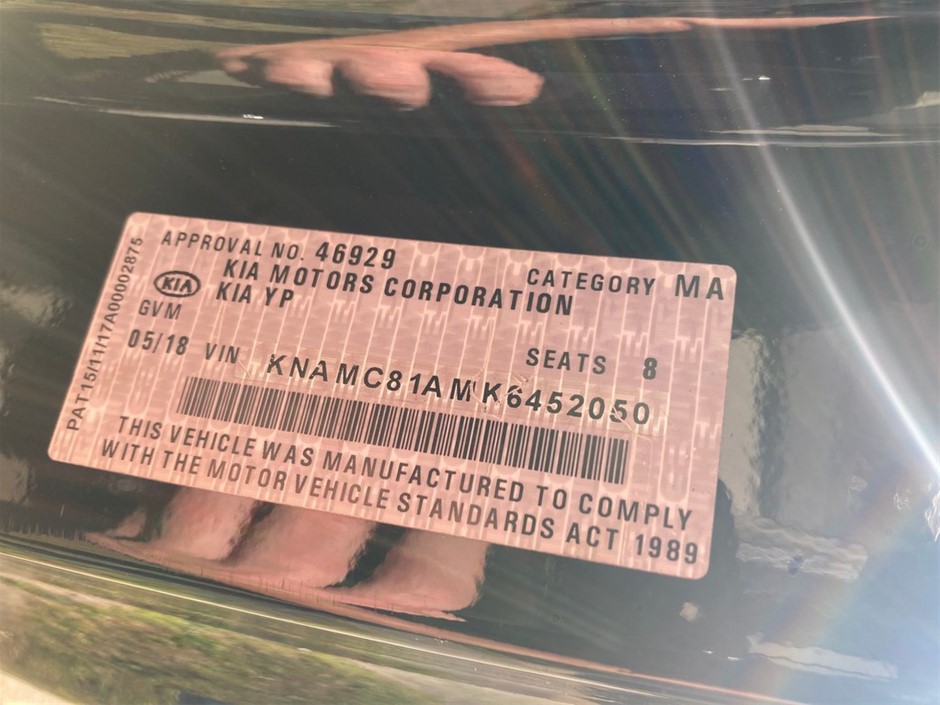 APPROVAL NO. 46929 CATEGORY MA
KIA KIA MOTORS CORPORATION
KIA YP
GVM
05/18 VIN SEATS 8
KNAMC81AMK6452050
THIS VEHICLE WAS MANUFACTURED TO COMPLY
WITH THE MOTOR VEHICLE STANDARDS ACT 1989
PAT15/11/17A00002875